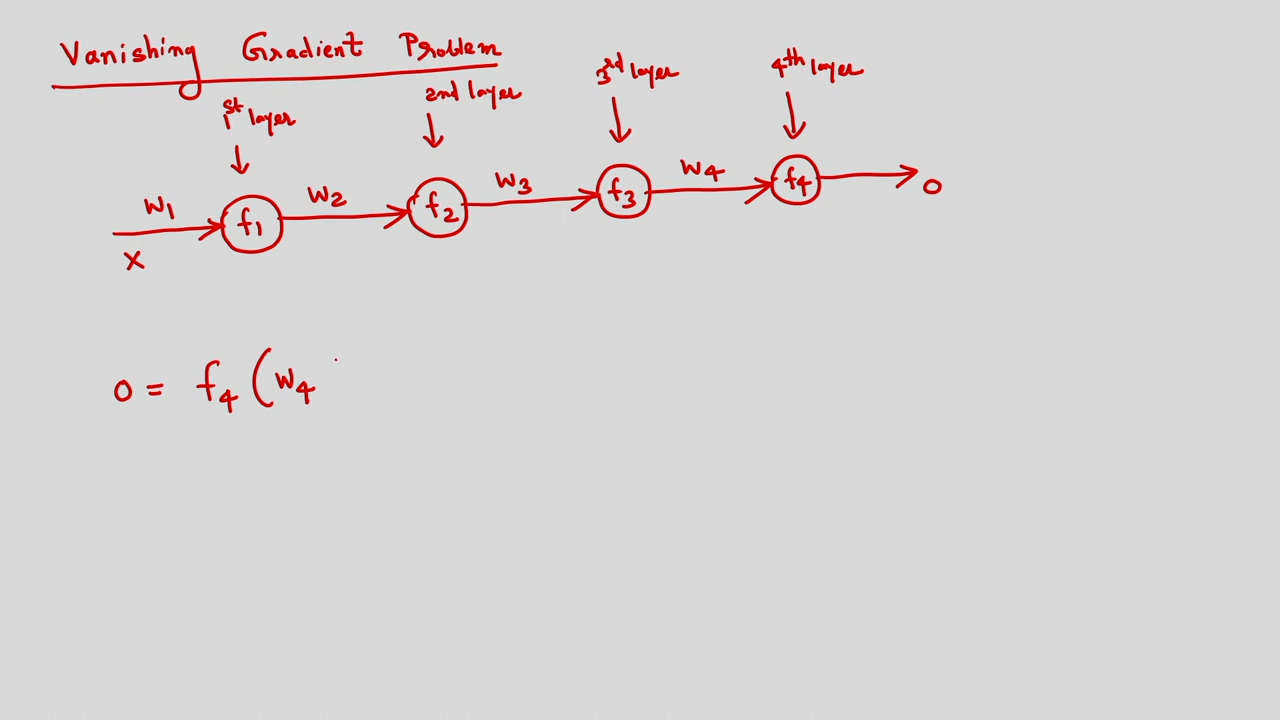 Vanishing Gradient Problem
1st layer
2nd layer
3rd layer
4th layer
W1 W2 W3 W4
f1 f2 f3 f4
x
o
o = f4 (W4